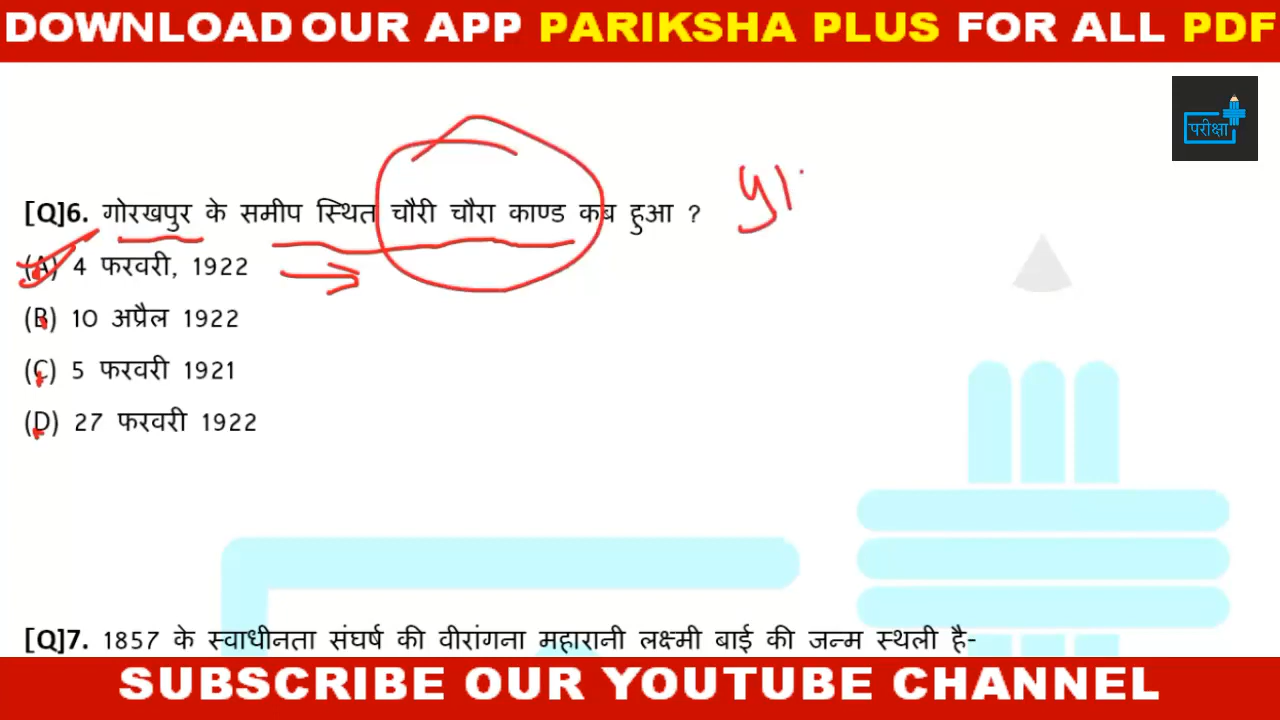 DOWNLOAD OUR APP PARIKSHA PLUS FOR ALL PDF
परीक्षा
[Q]6. गोरखपुर के समीप स्थित चौरी चौरा काण्ड कब हुआ ?
(A) 4 फरवरी, 1922
(B) 10 अप्रैल 1922
(C) 5 फरवरी 1921
(D) 27 फरवरी 1922
[Q]7. 1857 के स्वाधीनता संघर्ष की वीरांगना महारानी लक्ष्मी बाई की जन्म स्थली है-
SUBSCRIBE OUR YOUTUBE CHANNEL